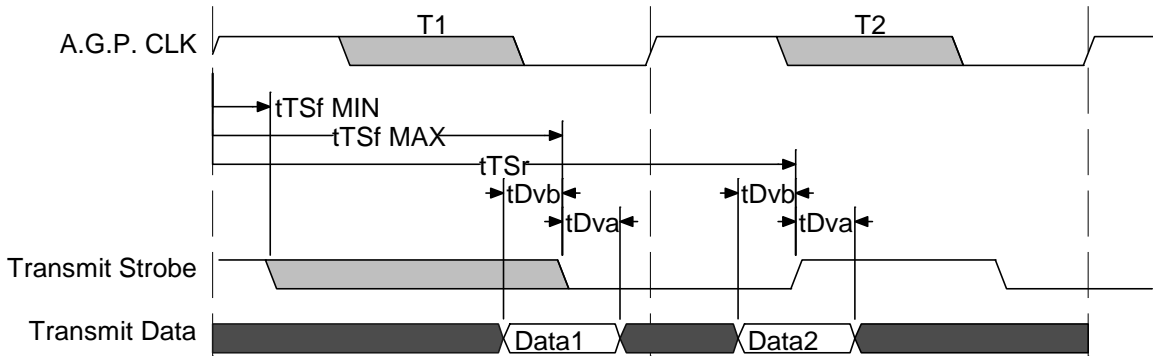 T1 T2
A.G.P. CLK
tTSf MIN
tTSf MAX
tTSr
tDvb tDvb
tDva tDva
Transmit Strobe
Transmit Data Data1 Data2